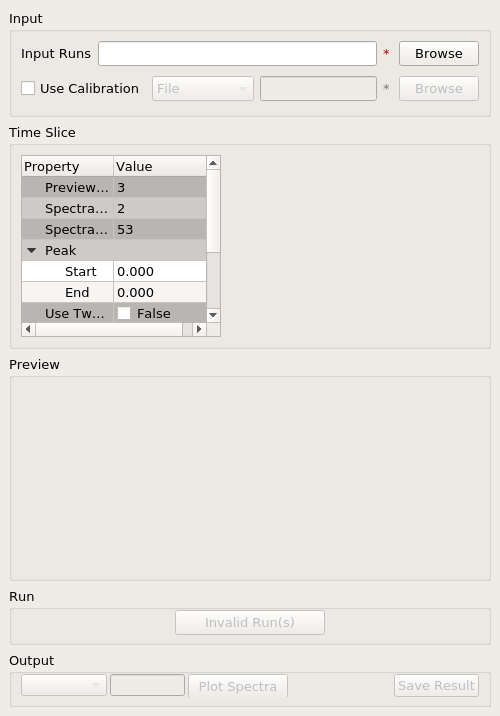 Input
Input Runs * Browse
Use Calibration File * Browse
Time Slice
Property Value
Preview... 3
Spectra... 2
Spectra... 53
Peak
Start 0.000
End 0.000
Use Tw... False
Preview
Run
Invalid Run(s)
Output
Plot Spectra Save Result